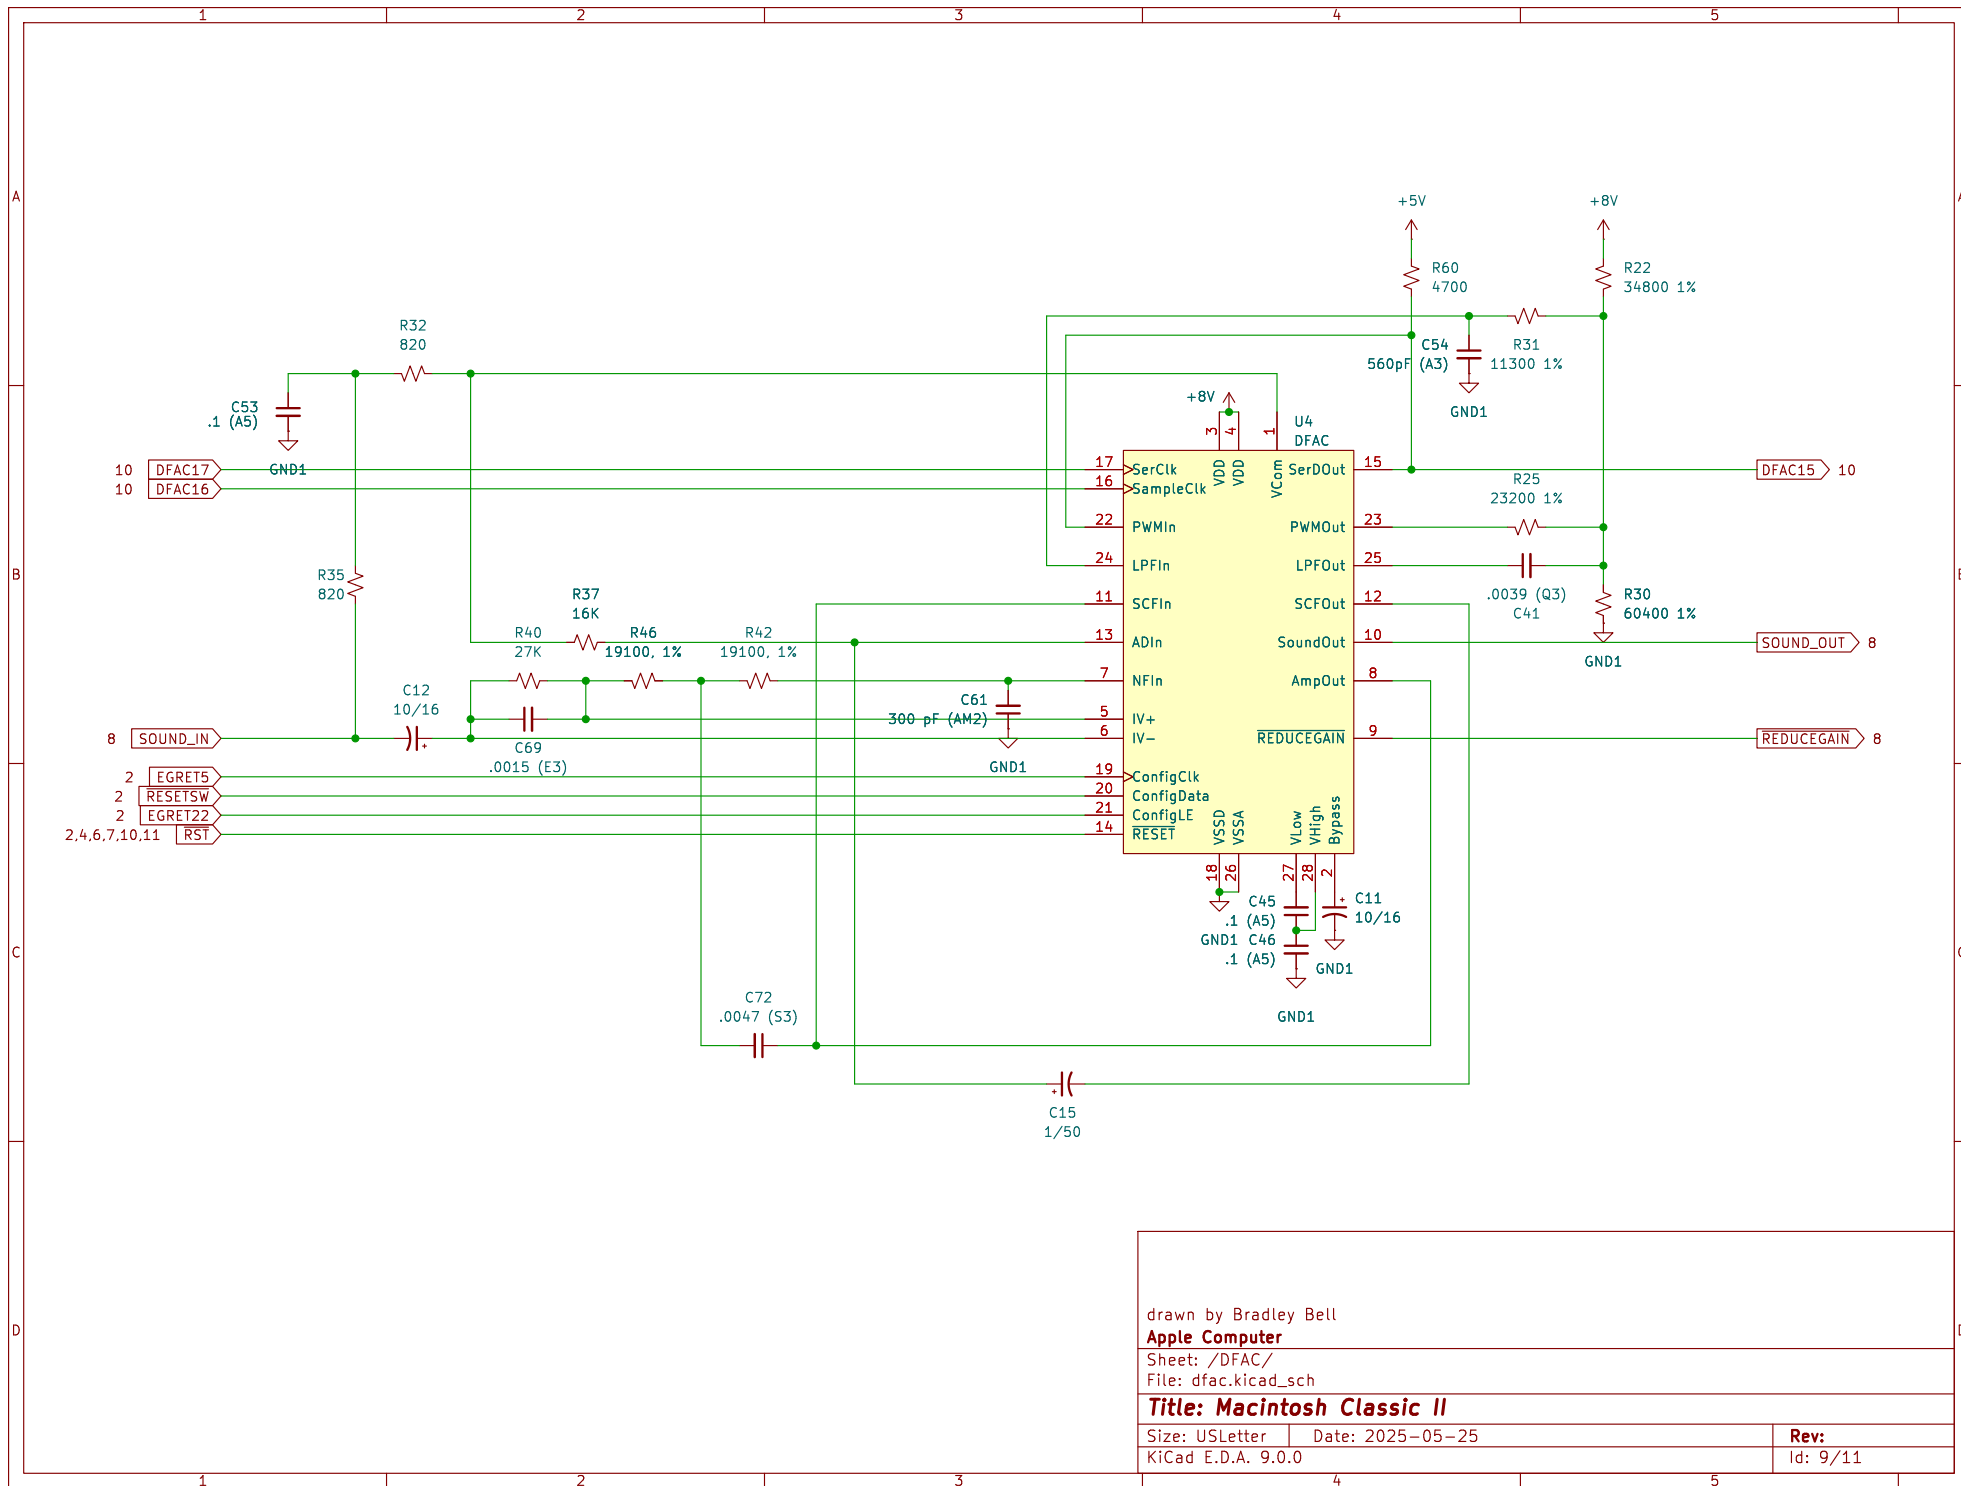 1 2 3 4 5
A
+5V +8V
R60
4700
R22
34800 1%
R32
820
C54
560pF (A3)
R31
11300 1%
C53
.1 (A5)
GND1
+8V
GND1
U4
DFAC
3 4 1
10 DFAC17
10 DFAC16
17 SerClk
16 SampleClk
22 PWMIn
24 LPFIn
11 SCFIn
13 ADIn
7 NFIn
5 IV+
6 IV−
19 ConfigClk
20 ConfigData
21 ConfigLE
14 RESET
VDD VDD VCom
SerDOut 15
PWMOut 23
LPFOut 25
SCFOut 12
SoundOut 10
AmpOut 8
REDUCEGAIN 9
VSSD VSSA VLow VHigh Bypass
18 26 27 28 2
DFAC15 10
R25
23200 1%
B
R35
820
.0039 (Q3)
C41
R30
60400 1%
GND1
R37
16K
R40
27K
R46
19100, 1%
R42
19100, 1%
SOUND_OUT 8
C12
10/16
C61
300 pF (AM2)
GND1
8 SOUND_IN
C69
.0015 (E3)
REDUCEGAIN 8
2 EGRET5
2 RESETSW
2 EGRET22
2,4,6,7,10,11 RST
C45
.1 (A5)
GND1
C46
.1 (A5)
GND1
C11
10/16
GND1
C
C72
.0047 (S3)
C15
1/50
D
drawn by Bradley Bell
Apple Computer
Sheet: /DFAC/
File: dfac.kicad_sch
Title: Macintosh Classic II
Size: USLetter Date: 2025−05−25 Rev:
KiCad E.D.A. 9.0.0 Id: 9/11
1 2 3 4 5